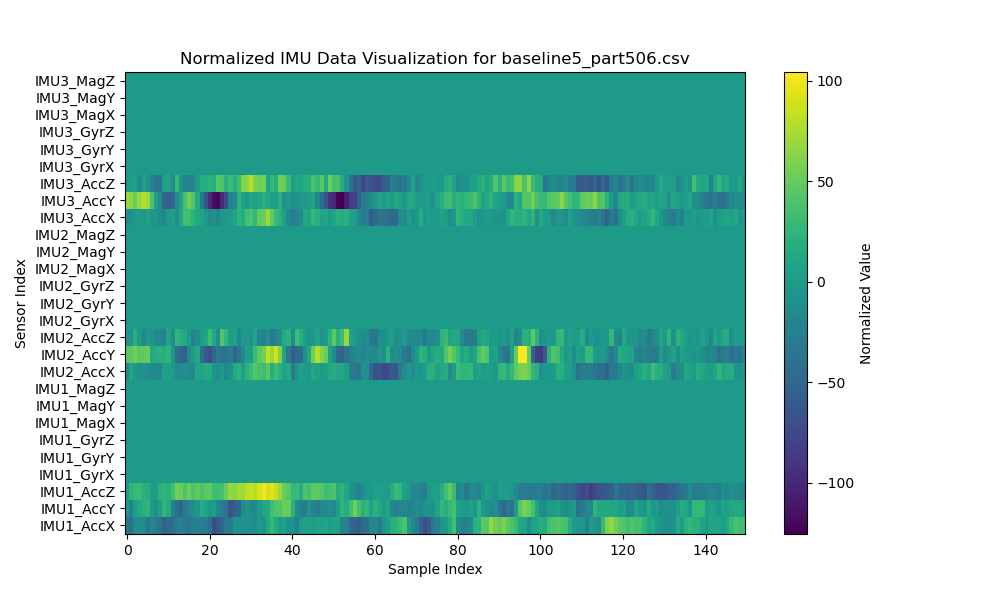 Normalized IMU Data Visualization for baseline5_part506.csv
IMU3_MagZ
IMU3_MagY
IMU3_MagX
IMU3_GyrZ
IMU3_GyrY
IMU3_GyrX
IMU3_AccZ
IMU3_AccY
IMU3_AccX
IMU2_MagZ
IMU2_MagY
IMU2_MagX
IMU2_GyrZ
IMU2_GyrY
IMU2_GyrX
IMU2_AccZ
IMU2_AccY
IMU2_AccX
IMU1_MagZ
IMU1_MagY
IMU1_MagX
IMU1_GyrZ
IMU1_GyrY
IMU1_GyrX
IMU1_AccZ
IMU1_AccY
IMU1_AccX
Sensor Index
0 20 40 60 80 100 120 140
Sample Index
100
50
0
−50
−100
Normalized Value